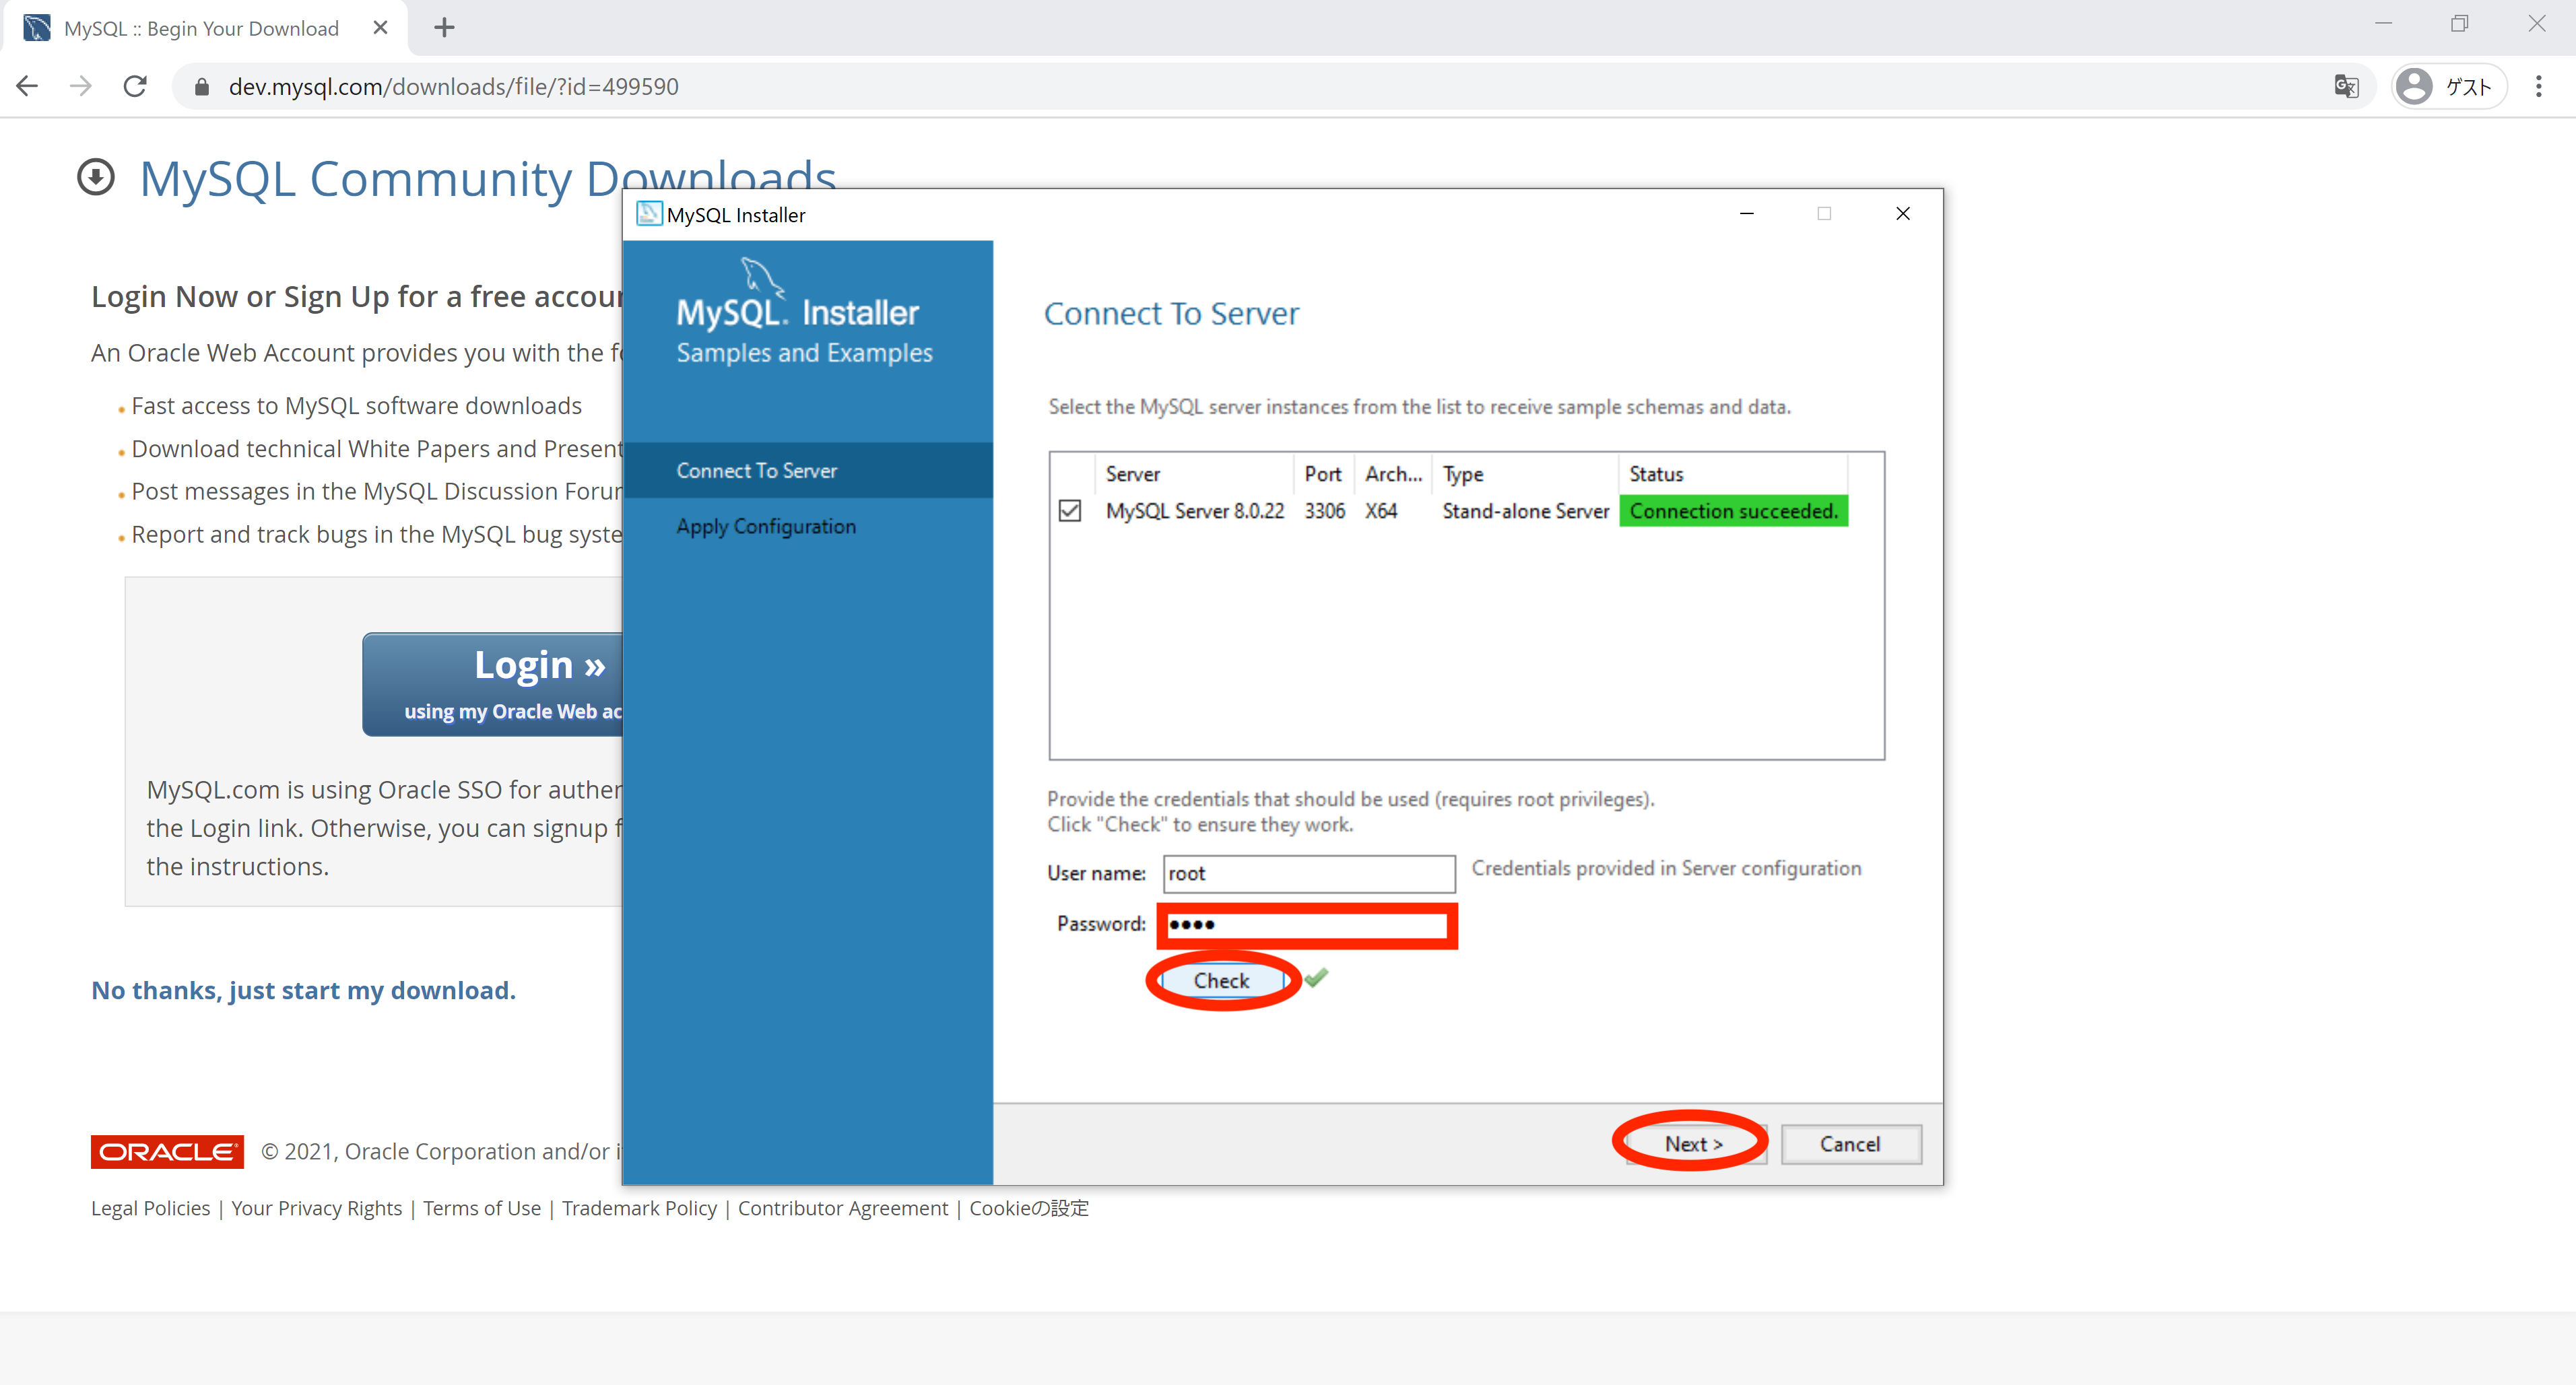 MySQL :: Begin Your Download
dev.mysql.com/downloads/file/?id=499590
ゲスト
MySQL Community Downloads
Login Now or Sign Up for a free accour
An Oracle Web Account provides you with the fo
Fast access to MySQL software downloads
Download technical White Papers and Present
Post messages in the MySQL Discussion Forur
Report and track bugs in the MySQL bug syste
Login »
using my Oracle Web ac
MySQL.com is using Oracle SSO for auther
the Login link. Otherwise, you can signup f
the instructions.
No thanks, just start my download.
ORACLE © 2021, Oracle Corporation and/or i
Legal Policies | Your Privacy Rights | Terms of Use | Trademark Policy | Contributor Agreement | Cookieの設定
MySQL Installer
MySQL. Installer
Samples and Examples
Connect To Server
Apply Configuration
Connect To Server
Select the MySQL server instances from the list to receive sample schemas and data.
Server Port Arch... Type Status
MySQL Server 8.0.22 3306 X64 Stand-alone Server Connection succeeded.
Provide the credentials that should be used (requires root privileges).
Click "Check" to ensure they work.
User name: root Credentials provided in Server configuration
Password: ••••
Check
Next > Cancel